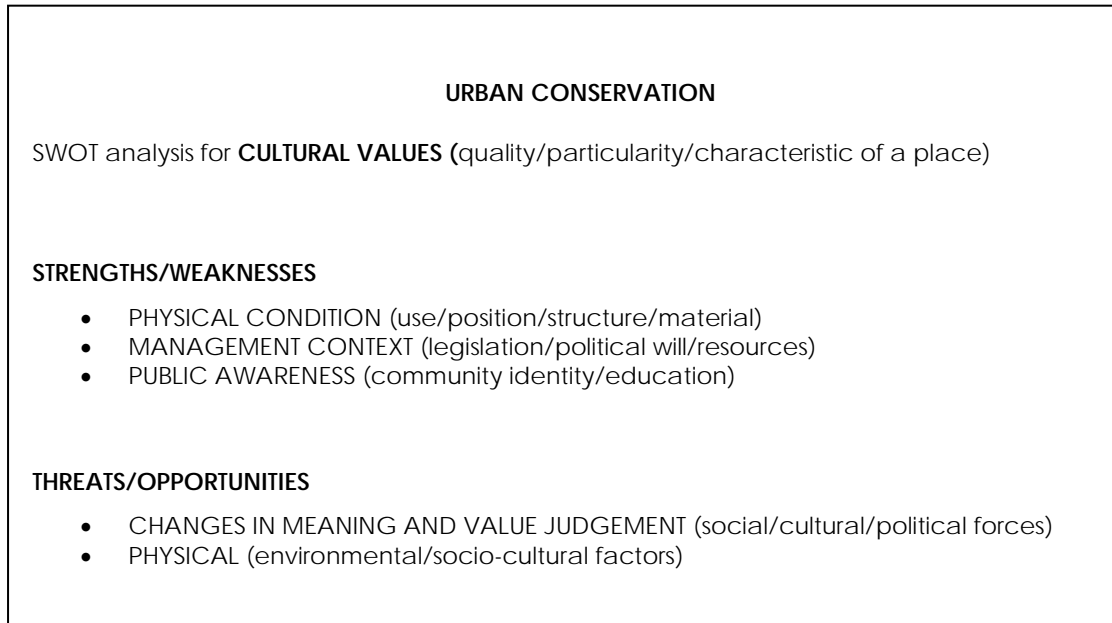 URBAN CONSERVATION
SWOT analysis for CULTURAL VALUES (quality/particularity/characteristic of a place)
STRENGTHS/WEAKNESSES
• PHYSICAL CONDITION (use/position/structure/material)
• MANAGEMENT CONTEXT (legislation/political will/resources)
• PUBLIC AWARENESS (community identity/education)
THREATS/OPPORTUNITIES
• CHANGES IN MEANING AND VALUE JUDGEMENT (social/cultural/political forces)
• PHYSICAL (environmental/socio-cultural factors)